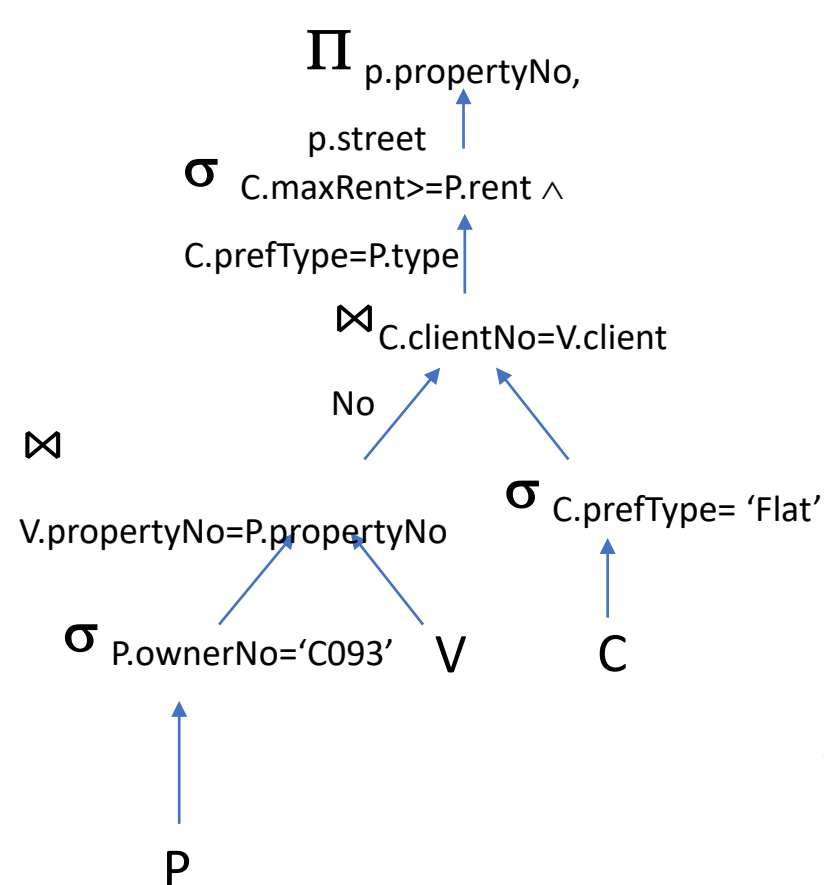 Π p.propertyNo,
p.street
σ C.maxRent>=P.rent ∧
C.prefType=P.type
⋈ C.clientNo=V.client
No
⋈
σ C.prefType= ‘Flat’
V.propertyNo=P.propertyNo
σ P.ownerNo=‘C093’ V C
P